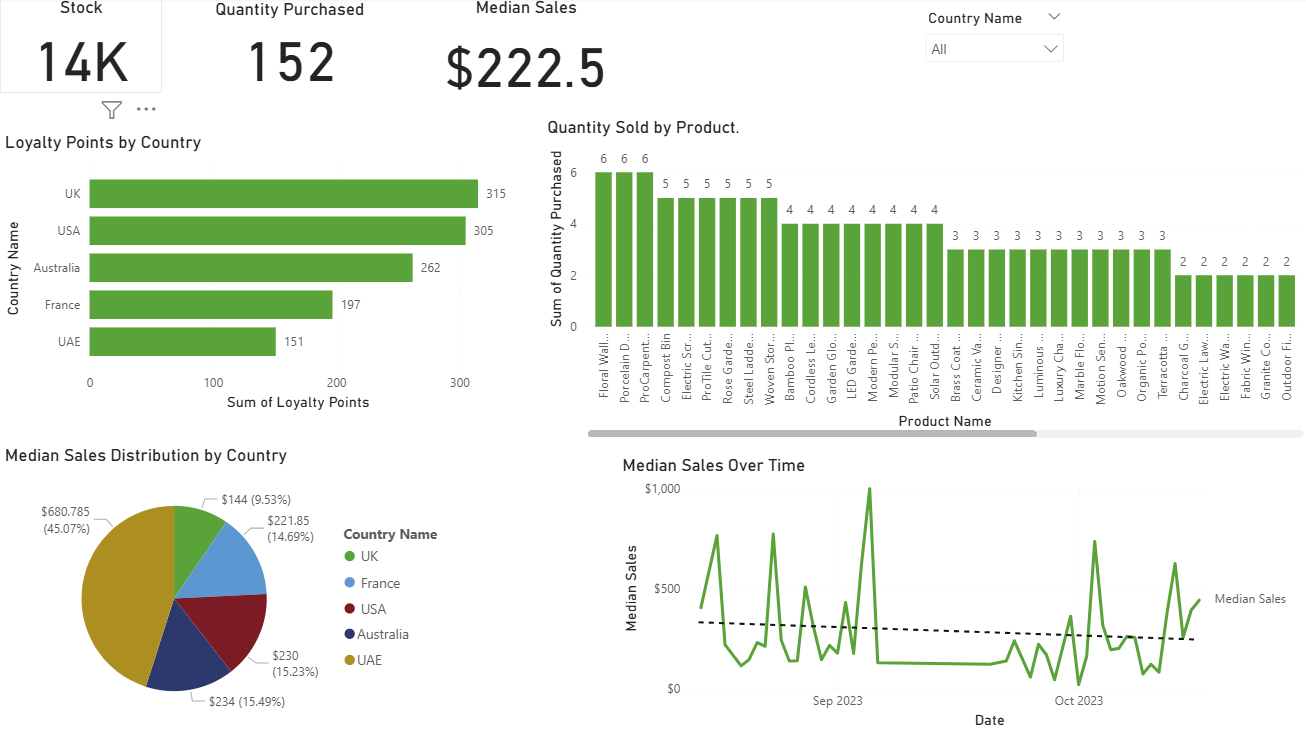 Stock
Quantity Purchased
Median Sales
14K
152
$222.5
Country Name
All
Loyalty Points by Country
Country Name
UK
315
USA
305
Australia
262
France
197
UAE
151
0
100
200
300
Sum of Loyalty Points
Quantity Sold by Product.
Sum of Quantity Purchased
6
4
2
0
6 6 6 5 5 5 5 5 5 4 4 4 4 4 4 4 4 3 3 3 3 3 3 3 3 3 3 3 2 2 2 2 2 2
Floral Wall...
Porcelain D...
ProCarpent...
Compost Bin
Electric Scr...
ProTile Cut...
Rose Garde...
Steel Ladde...
Woven Stor...
Bamboo Pl...
Cordless Le...
Garden Glo...
LED Garde...
Modern Pe...
Modular S...
Patio Chair ...
Solar Outd...
Brass Coat ...
Ceramic Va...
Designer ...
Kitchen Sin...
Luminous ...
Luxury Cha...
Marble Flo...
Motion Sen...
Oakwood ...
Organic Po...
Terracotta ...
Charcoal G...
Electric Law...
Electric Wa...
Fabric Win...
Granite Co...
Outdoor Fi...
Product Name
Median Sales Distribution by Country
$144 (9.53%)
$221.85
(14.69%)
$230
(15.23%)
$234 (15.49%)
$680.785
(45.07%)
Country Name
UK
France
USA
Australia
UAE
Median Sales Over Time
Median Sales
$1,000
$500
$0
Median Sales
Sep 2023
Oct 2023
Date